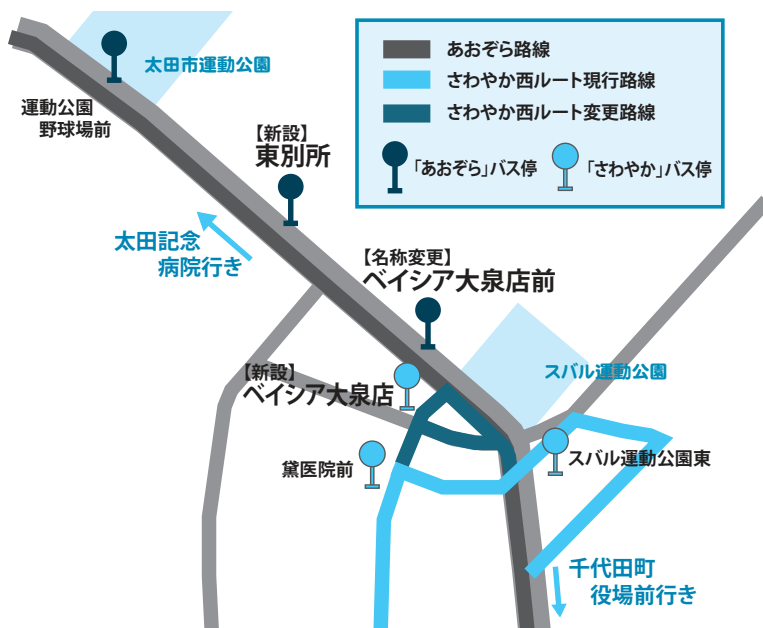 太田市運動公園
運動公園
野球場前
【新設】
東別所
太田記念
病院行き
あおぞら路線
さわやか西ルート現行路線
さわやか西ルート変更路線
「あおぞら」バス停
「さわやか」バス停
【名称変更】
ベイシア大泉店前
【新設】
ベイシア大泉店
スバル運動公園
黛医院前
スバル運動公園東
千代田町
役場前行き